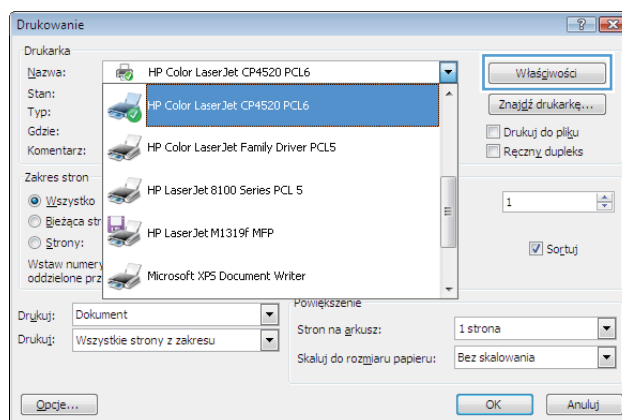 Drukowanie
Drukarka
Nazwa: HP Color LaserJet CP4520 PCL6 Właściwości
Stan: HP Color LaserJet CP4520 PCL6 Znajdź drukarkę...
Typ:
Gdzie: HP Color LaserJet Family Driver PCL5 Drukuj do pliku
Komentarz: Ręczny dupleks
Zakres stron HP LaserJet 8100 Series PCL 5
Wszystko 1
Bieżąca str HP LaserJet M1319f MFP
Strony: Sortuj
Wstaw numery
oddzielone prz Microsoft XPS Document Writer
Drukuj: Dokument Powiększenie
Stron na arkusz: 1 strona
Drukuj: Wszystkie strony z zakresu
Skaluj do rozmiaru papieru: Bez skalowania
Opcje... OK Anuluj